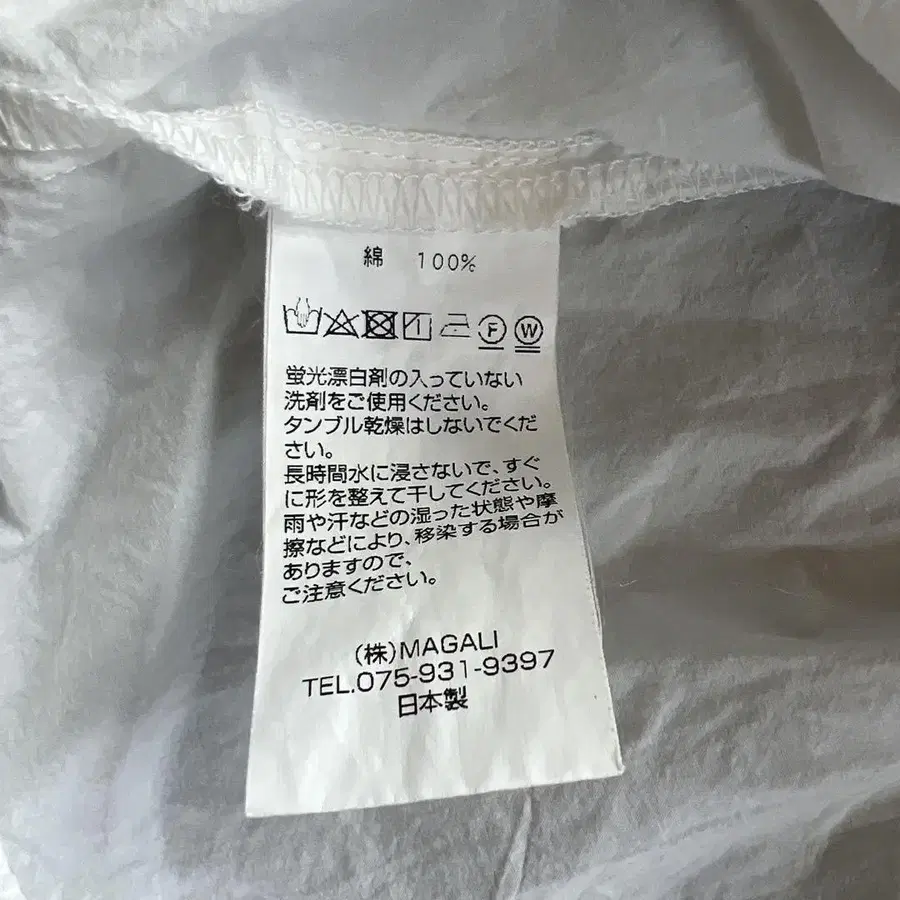 綿 100%
F W
蛍光漂白剤の入っていない
洗剤をご使用ください。
タンブル乾燥はしないでくだ
さい。
長時間水に浸さないで、すぐ
に形を整えて干してください。
雨や汗などの湿った状態や摩
擦などにより、移染する場合が
ありますので、
ご注意ください。
(株)MAGALI
TEL.075-931-9397
日本製